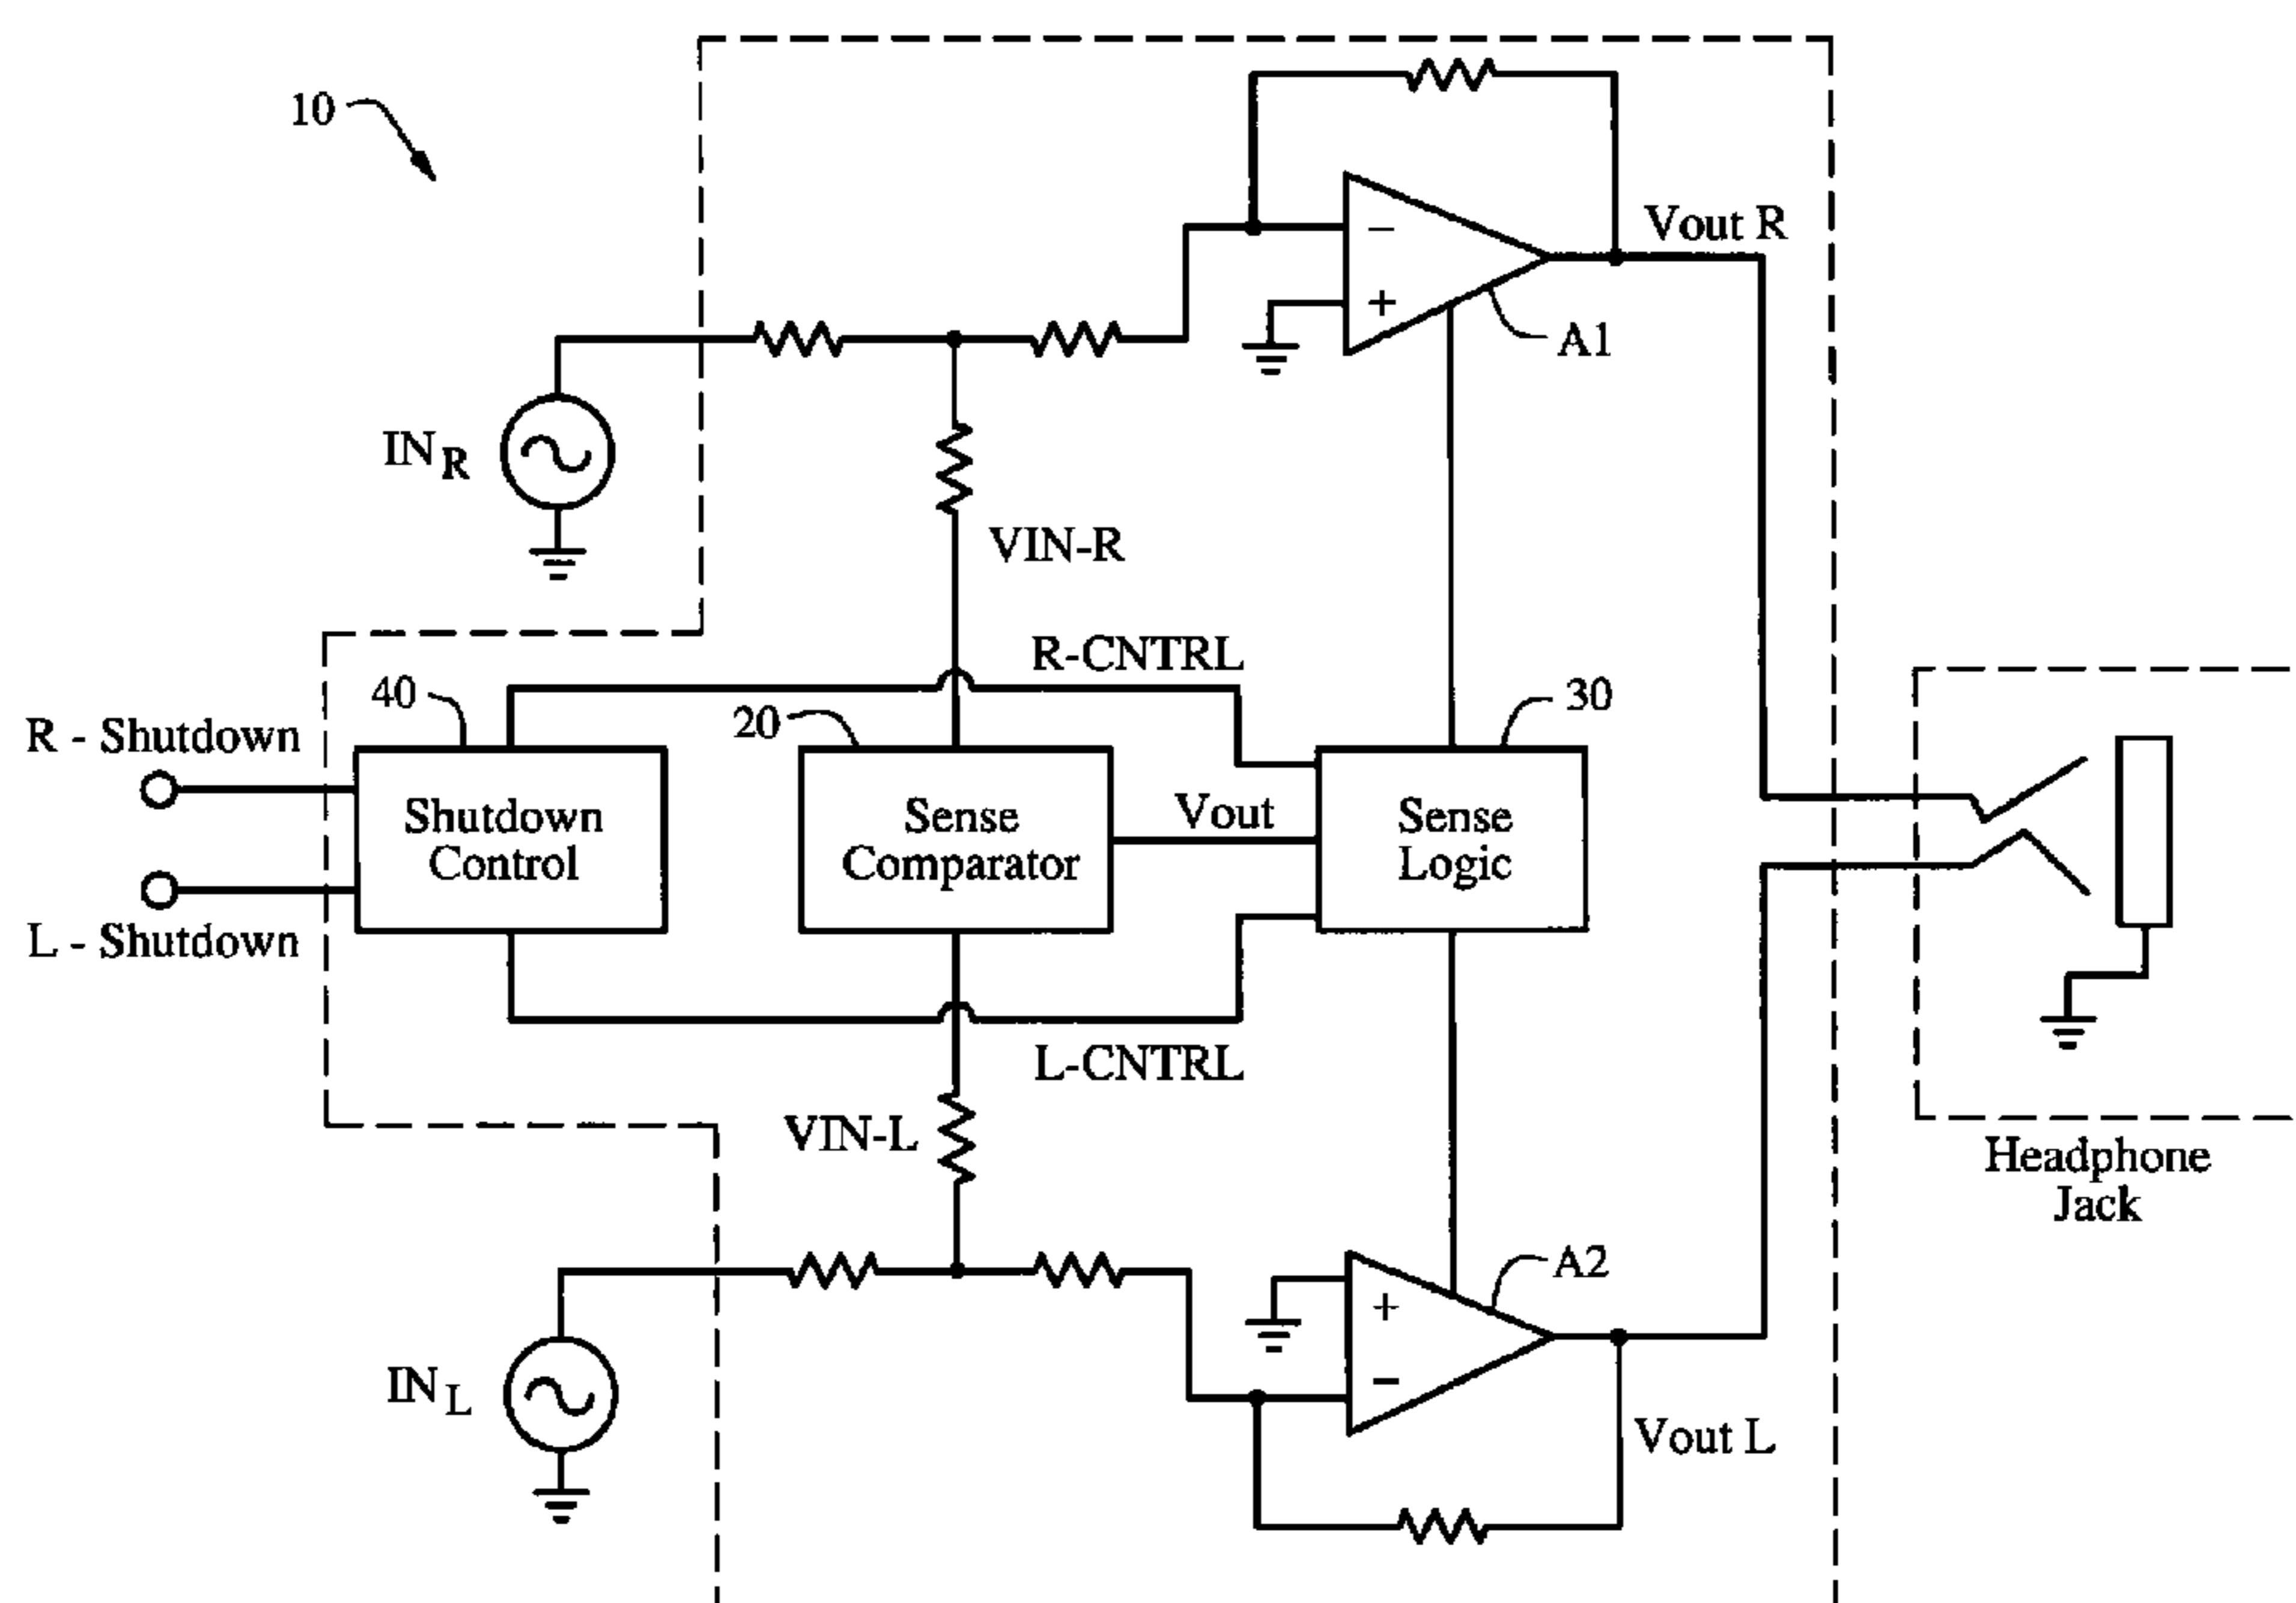 10
Vout R
−
+
A1
IN R
VIN-R
R-CNTRL
40
20
30
R - Shutdown
Shutdown
Control
Sense
Comparator
Vout
Sense
Logic
L - Shutdown
L-CNTRL
VIN-L
Headphone
Jack
A2
+
−
IN L
Vout L